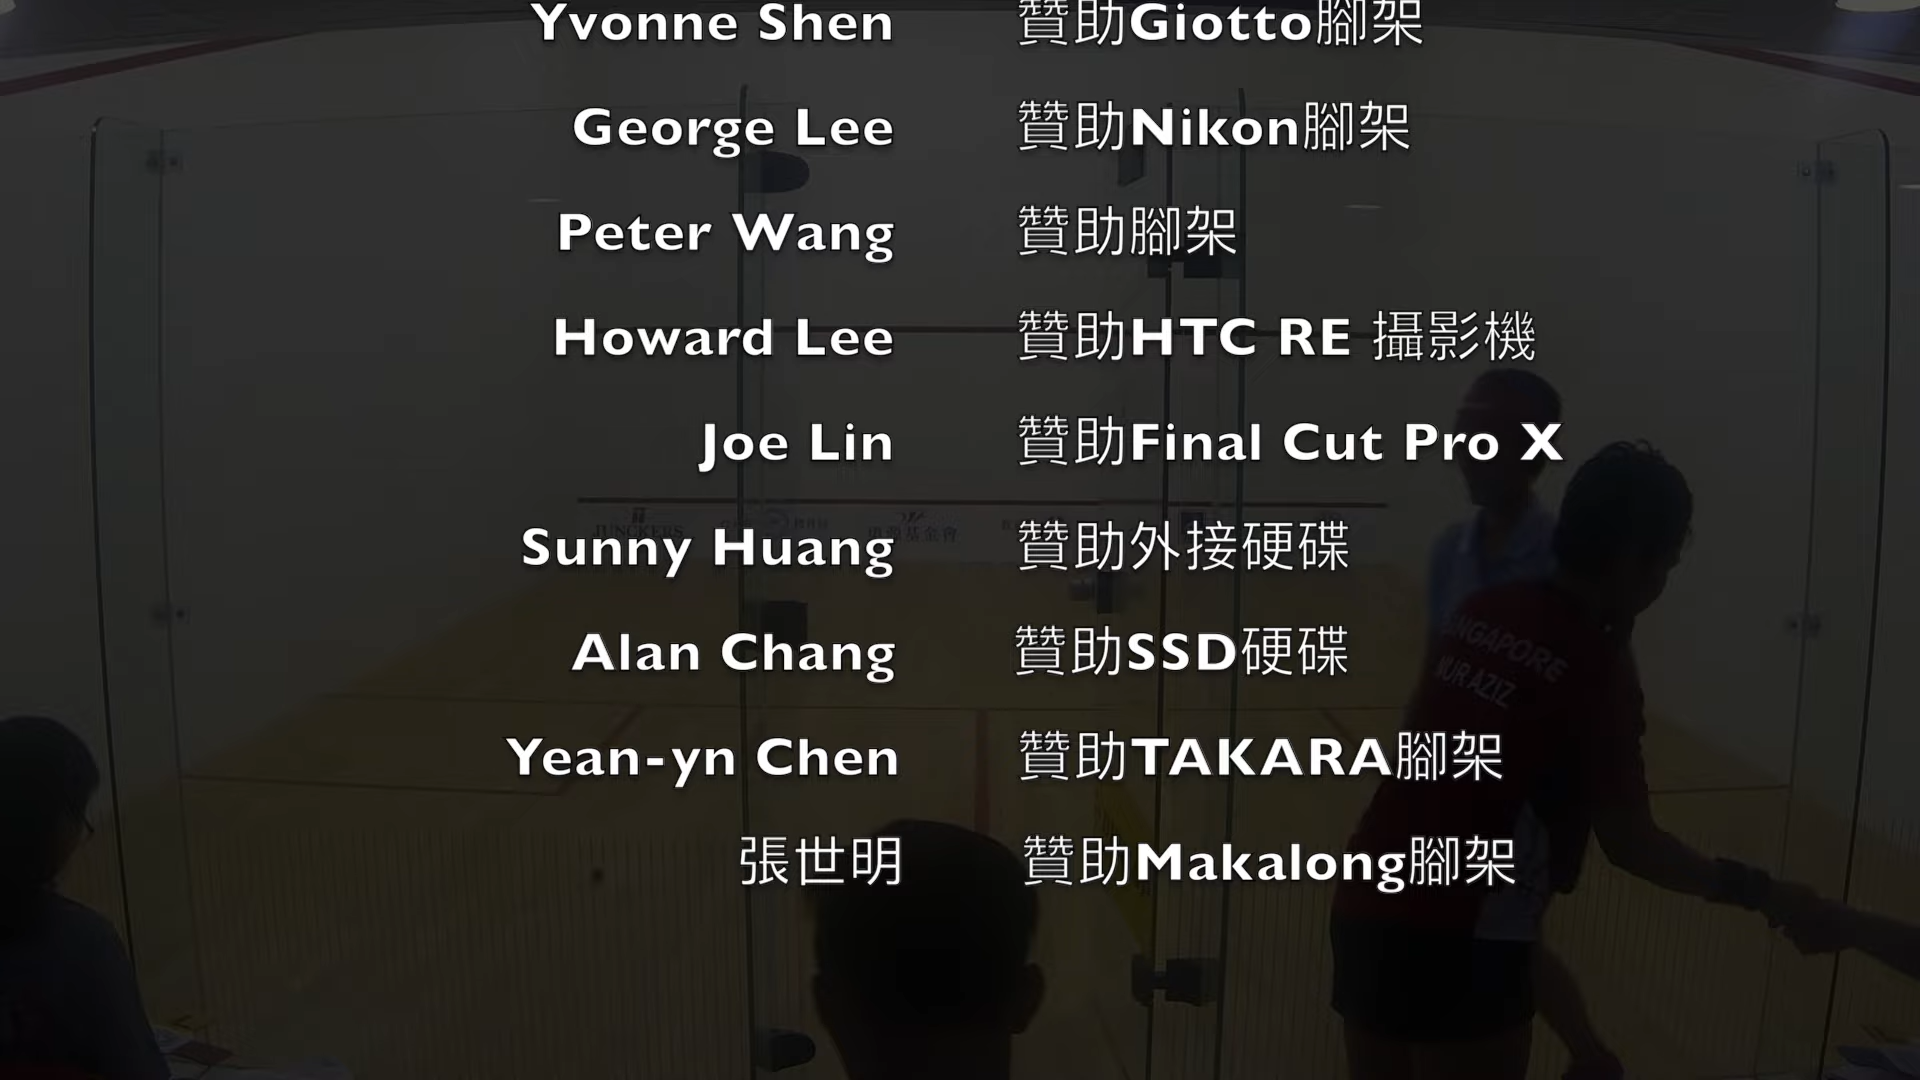 Yvonne Shen 贊助Giotto腳架
George Lee 贊助Nikon腳架
Peter Wang 贊助腳架
Howard Lee 贊助HTC RE 攝影機
Joe Lin 贊助Final Cut Pro X
JUNGKERS
Sunny Huang 贊助外接硬碟
SINGAPORE
NUR AZIZ
Alan Chang 贊助SSD硬碟
Yean-yn Chen 贊助TAKARA腳架
張世明 贊助Makalong腳架